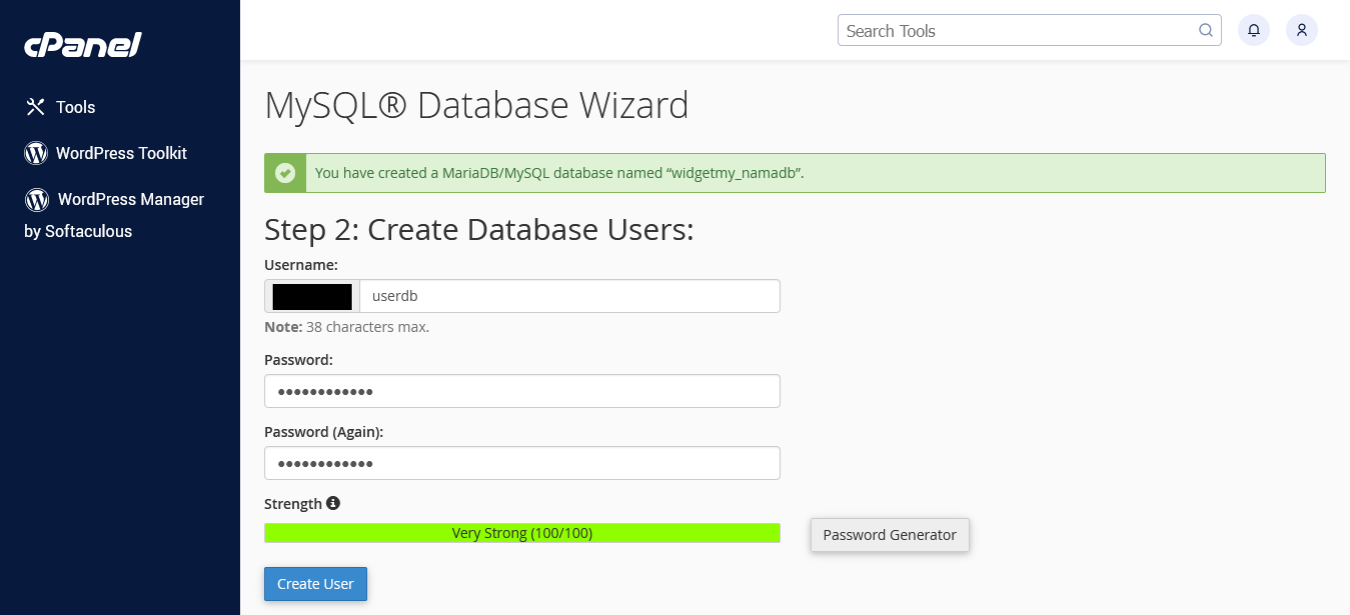 cPanel
Search Tools
Tools
WordPress Toolkit
WordPress Manager
by Softaculous
MySQL® Database Wizard
You have created a MariaDB/MySQL database named “widgetmy_namadb”.
Step 2: Create Database Users:
Username:
userdb
Note: 38 characters max.
Password:
••••••••••••
Password (Again):
••••••••••••
Strength
Very Strong (100/100)
Password Generator
Create User